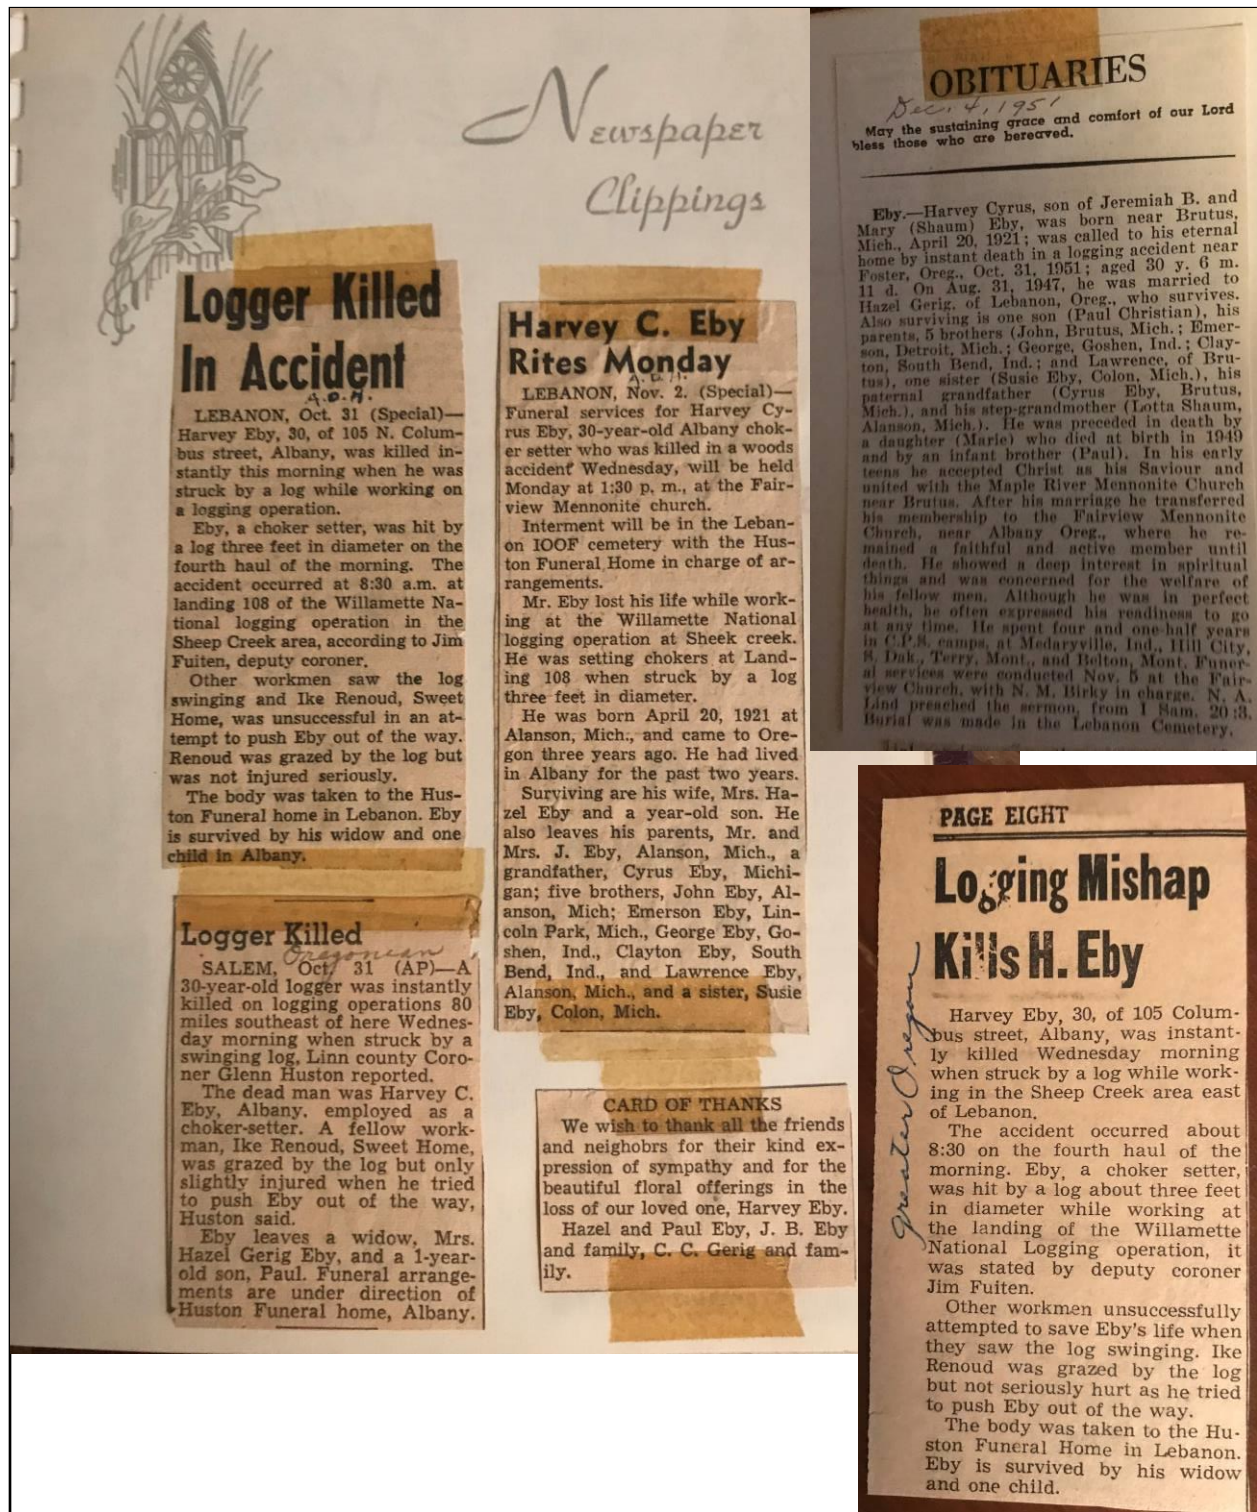 Newspaper
Clippings
Logger Killed
In Accident
A.D.H.
LEBANON, Oct. 31 (Special)—
Harvey Eby, 30, of 105 N. Colum-
bus street, Albany, was killed in-
stantly this morning when he was
struck by a log while working on
a logging operation.
Eby, a choker setter, was hit by
a log three feet in diameter on the
fourth haul of the morning. The
accident occurred at 8:30 a.m. at
landing 108 of the Willamette Na-
tional logging operation in the
Sheep Creek area, according to Jim
Fuiten, deputy coroner.
Other workmen saw the log
swinging and Ike Renoud, Sweet
Home, was unsuccessful in an at-
tempt to push Eby out of the way.
Renoud was grazed by the log but
was not injured seriously.
The body was taken to the Hus-
ton Funeral home in Lebanon. Eby
is survived by his widow and one
child in Albany.
Logger Killed
Oregonian
SALEM, Oct. 31 (AP)—A
30-year-old logger was instantly
killed on logging operations 80
miles southeast of here Wednes-
day morning when struck by a
swinging log, Linn county Coro-
ner Glenn Huston reported.
The dead man was Harvey C.
Eby, Albany. employed as a
choker-setter. A fellow work-
man, Ike Renoud, Sweet Home,
was grazed by the log but only
slightly injured when he tried
to push Eby out of the way,
Huston said.
Eby leaves a widow, Mrs.
Hazel Gerig Eby, and a 1-year-
old son, Paul. Funeral arrange-
ments are under direction of
Huston Funeral home, Albany.
Harvey C. Eby
Rites Monday
A.D.H.
LEBANON, Nov. 2. (Special)—
Funeral services for Harvey Cy-
rus Eby, 30-year-old Albany chok-
er setter who was killed in a woods
accident Wednesday, will be held
Monday at 1:30 p. m., at the Fair-
view Mennonite church.
Interment will be in the Leban-
on IOOF cemetery with the Hus-
ton Funeral Home in charge of ar-
rangements.
Mr. Eby lost his life while work-
ing at the Willamette National
logging operation at Sheek creek.
He was setting chokers at Land-
ing 108 when struck by a log
three feet in diameter.
He was born April 20, 1921 at
Alanson, Mich., and came to Ore-
gon three years ago. He had lived
in Albany for the past two years.
Surviving are his wife, Mrs. Ha-
zel Eby and a year-old son. He
also leaves his parents, Mr. and
Mrs. J. Eby, Alanson, Mich., a
grandfather, Cyrus Eby, Michi-
gan; five brothers, John Eby, Al-
anson, Mich; Emerson Eby, Lin-
coln Park, Mich., George Eby, Go-
shen, Ind., Clayton Eby, South
Bend, Ind., and Lawrence Eby,
Alanson, Mich., and a sister, Susie
Eby, Colon, Mich.
CARD OF THANKS
We wish to thank all the friends
and neighobrs for their kind ex-
pression of sympathy and for the
beautiful floral offerings in the
loss of our loved one, Harvey Eby.
Hazel and Paul Eby, J. B. Eby
and family, C. C. Gerig and fam-
ily.
OBITUARIES
Dec. 4, 1951
May the sustaining grace and comfort of our Lord
bless those who are bereaved.
Eby.—Harvey Cyrus, son of Jeremiah B. and
Mary (Shaum) Eby, was born near Brutus,
Mich., April 20, 1921; was called to his eternal
home by instant death in a logging accident near
Foster, Oreg., Oct. 31, 1951; aged 30 y. 6 m.
11 d. On Aug. 31, 1947, he was married to
Hazel Gerig, of Lebanon, Oreg., who survives.
Also surviving is one son (Paul Christian), his
parents, 5 brothers (John, Brutus, Mich.; Emer-
son, Detroit, Mich.; George, Goshen, Ind.; Clay-
ton, South Bend, Ind.; and Lawrence, of Bru-
tus), one sister (Susie Eby, Colon, Mich.), his
paternal grandfather (Cyrus Eby, Brutus,
Mich.), and his step-grandmother (Lotta Shaum,
Alanson, Mich.). He was preceded in death by
a daughter (Marie) who died at birth in 1949
and by an infant brother (Paul). In his early
teens he accepted Christ as his Saviour and
united with the Maple River Mennonite Church
near Brutus. After his marriage he transferred
his membership to the Fairview Mennonite
Church, near Albany Oreg., where he re-
mained a faithful and active member until
death. He showed a deep interest in spiritual
things and was concerned for the welfare of
his fellow men. Although he was in perfect
health, he often expressed his readiness to go
at any time. He spent four and one-half years
in C.P.S. camps, at Medaryville, Ind., Hill City,
S. Dak., Terry, Mont., and Belton, Mont. Funer-
al services were conducted Nov. 5 at the Fair-
view Church, with N. M. Birky in charge. N. A.
Lind preached the sermon, from I Sam. 20:3.
Burial was made in the Lebanon Cemetery.
PAGE EIGHT
Logging Mishap
Kills H. Eby
Greater Oregon
Harvey Eby, 30, of 105 Colum-
bus street, Albany, was instant-
ly killed Wednesday morning
when struck by a log while work-
ing in the Sheep Creek area east
of Lebanon.
The accident occurred about
8:30 on the fourth haul of the
morning. Eby, a choker setter,
was hit by a log about three feet
in diameter while working at
the landing of the Willamette
National Logging operation, it
was stated by deputy coroner
Jim Fuiten.
Other workmen unsuccessfully
attempted to save Eby's life when
they saw the log swinging. Ike
Renoud was grazed by the log
but not seriously hurt as he tried
to push Eby out of the way.
The body was taken to the Hu-
ston Funeral Home in Lebanon.
Eby is survived by his widow
and one child.